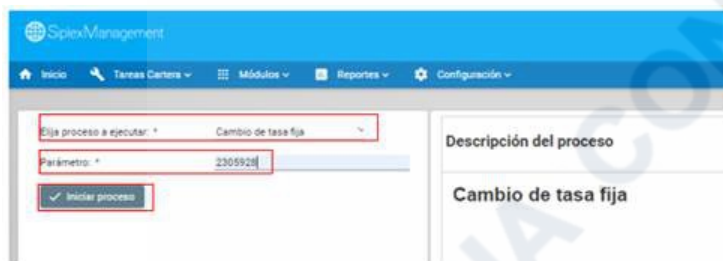 SiplexManagement
Inicio Tareas Cartera Módulos Reportes Configuración
Elija proceso a ejecutar: * Cambio de tasa fija
Parámetro: * 2305928
Iniciar proceso
Descripción del proceso
Cambio de tasa fija